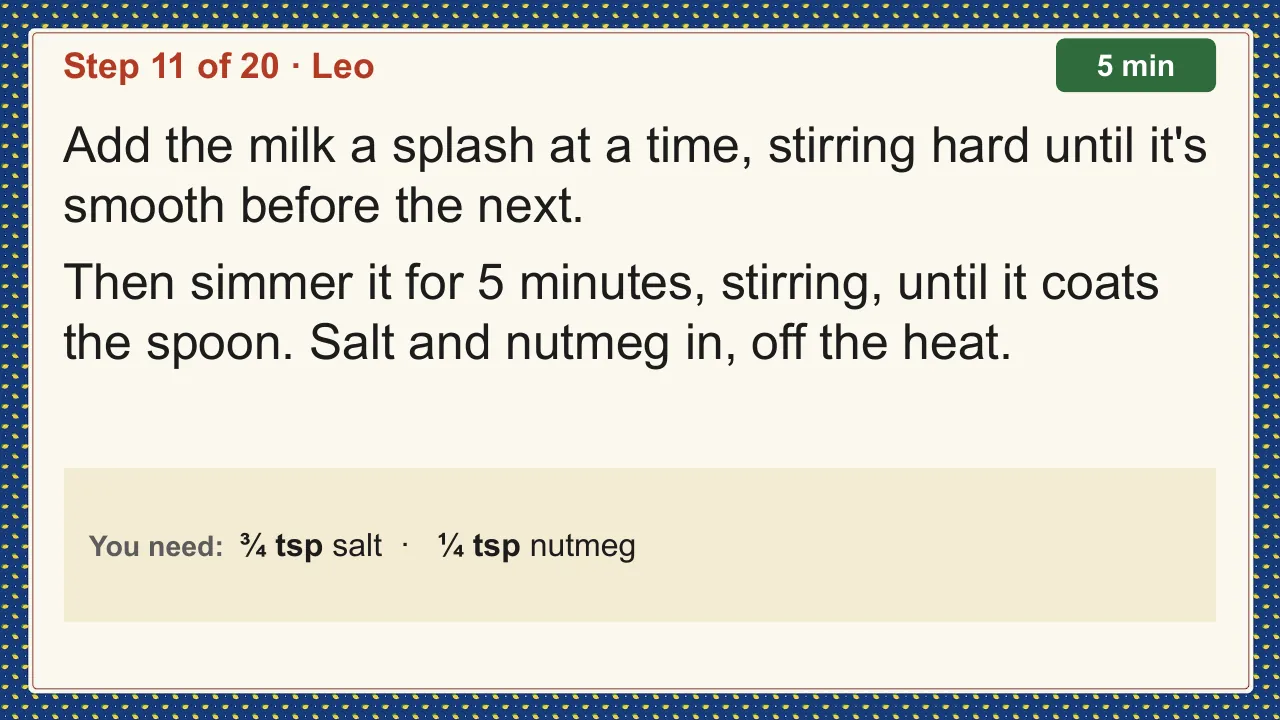 Step 11 of 20 · Leo
5 min
Add the milk a splash at a time, stirring hard until it's
smooth before the next.
Then simmer it for 5 minutes, stirring, until it coats
the spoon. Salt and nutmeg in, off the heat.
You need: ¾ tsp salt · ¼ tsp nutmeg